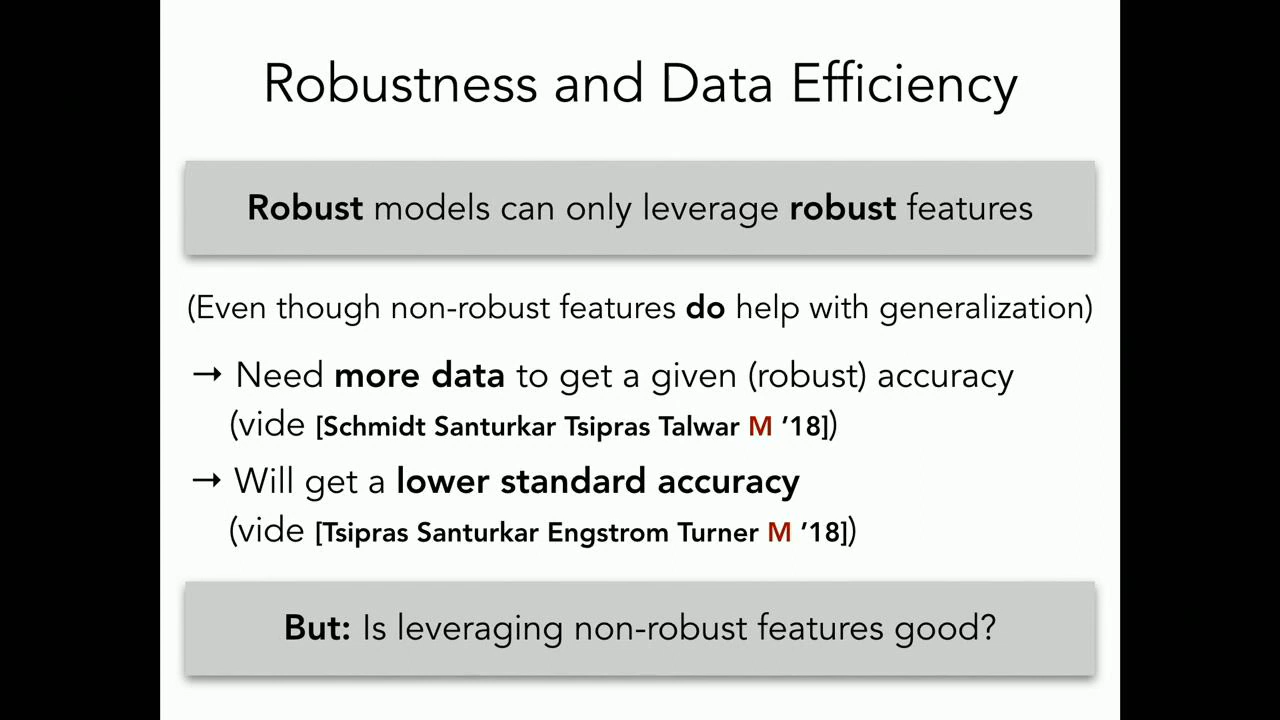 Robustness and Data Efficiency
Robust models can only leverage robust features
(Even though non-robust features do help with generalization)
→ Need more data to get a given (robust) accuracy
(vide [Schmidt Santurkar Tsipras Talwar M ’18])
→ Will get a lower standard accuracy
(vide [Tsipras Santurkar Engstrom Turner M ’18])
But: Is leveraging non-robust features good?